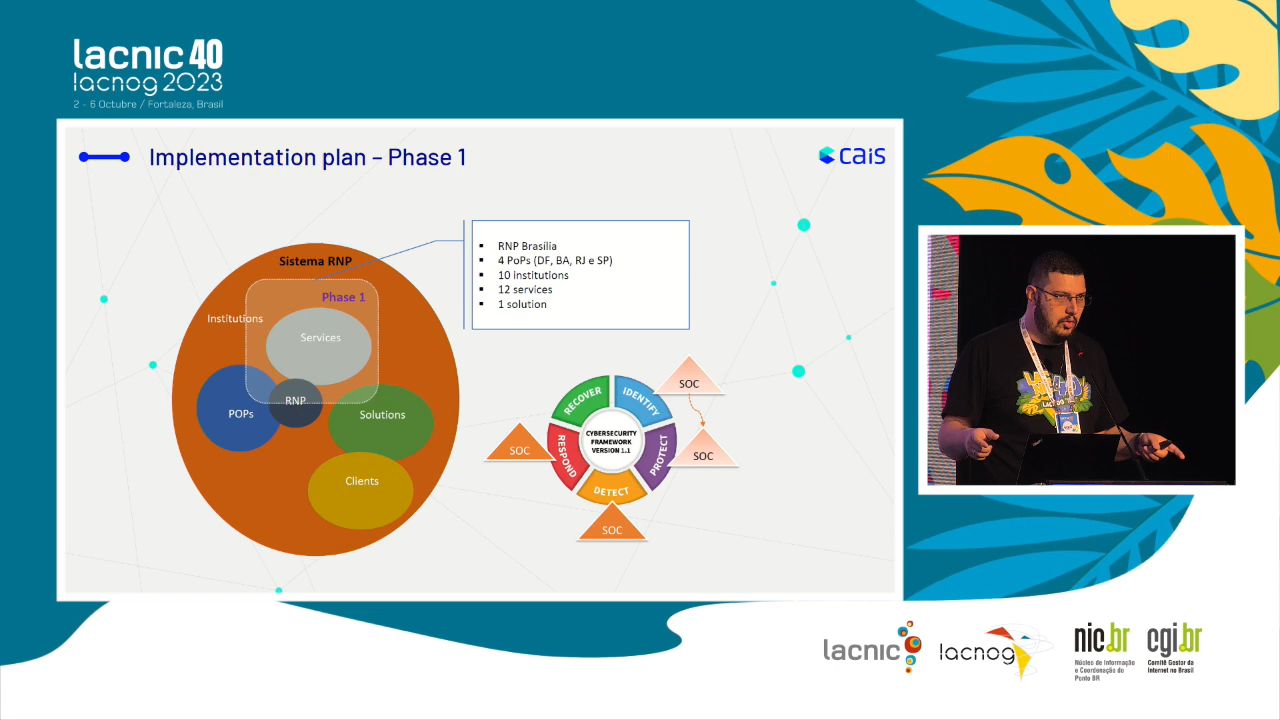 lacnic 40
lacnog 2023
2 - 6 Octubre / Fortaleza, Brasil
Implementation plan – Phase 1
cais
RNP Brasília
4 PoPs (DF, BA, RJ e SP)
10 institutions
12 services
1 solution
Sistema RNP
Phase 1
Institutions
Services
RNP
POPs
Solutions
Clients
RECOVER
IDENTIFY
PROTECT
DETECT
RESPOND
CYBERSECURITY
FRAMEWORK
VERSION 1.1
SOC
SOC
SOC
SOC
lacnic
lacnog
nic.br
Núcleo de Informação
e Coordenação do
Ponto BR
cgi.br
Comitê Gestor da
Internet no Brasil